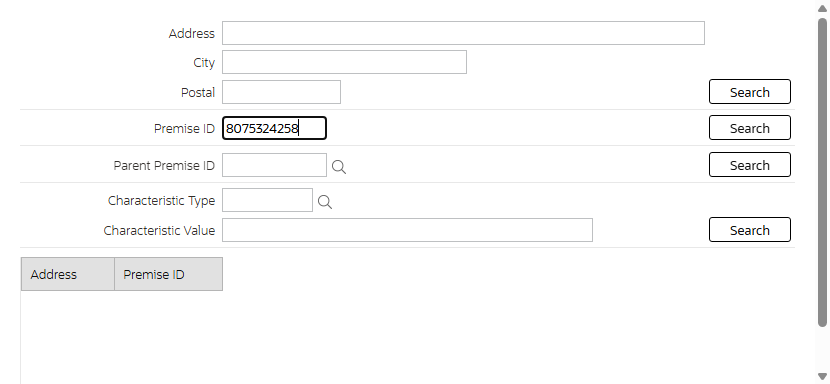 Address
City
Postal Search
Premise ID 8075324258 Search
Parent Premise ID Search
Characteristic Type
Characteristic Value Search
Address Premise ID